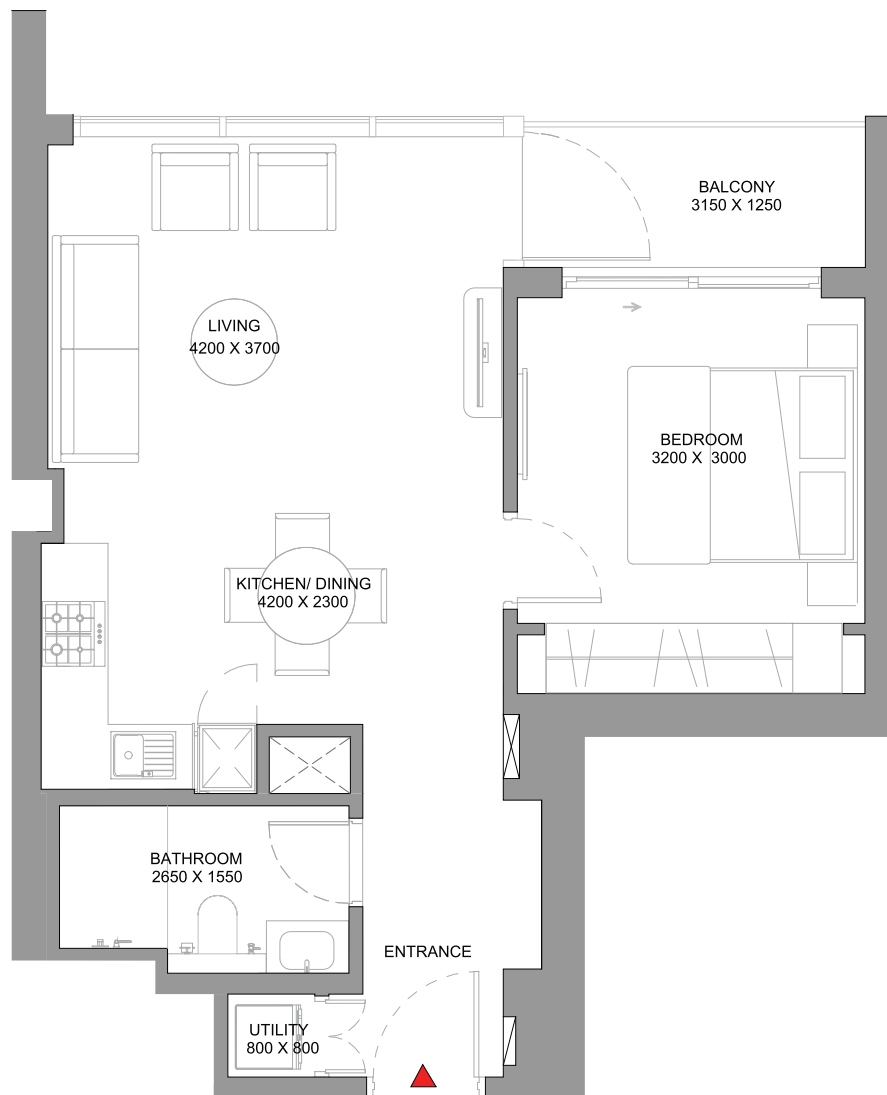 BALCONY
3150 X 1250
LIVING
4200 X 3700
BEDROOM
3200 X 3000
KITCHEN/ DINING
4200 X 2300
BATHROOM
2650 X 1550
ENTRANCE
UTILITY
800 X 800